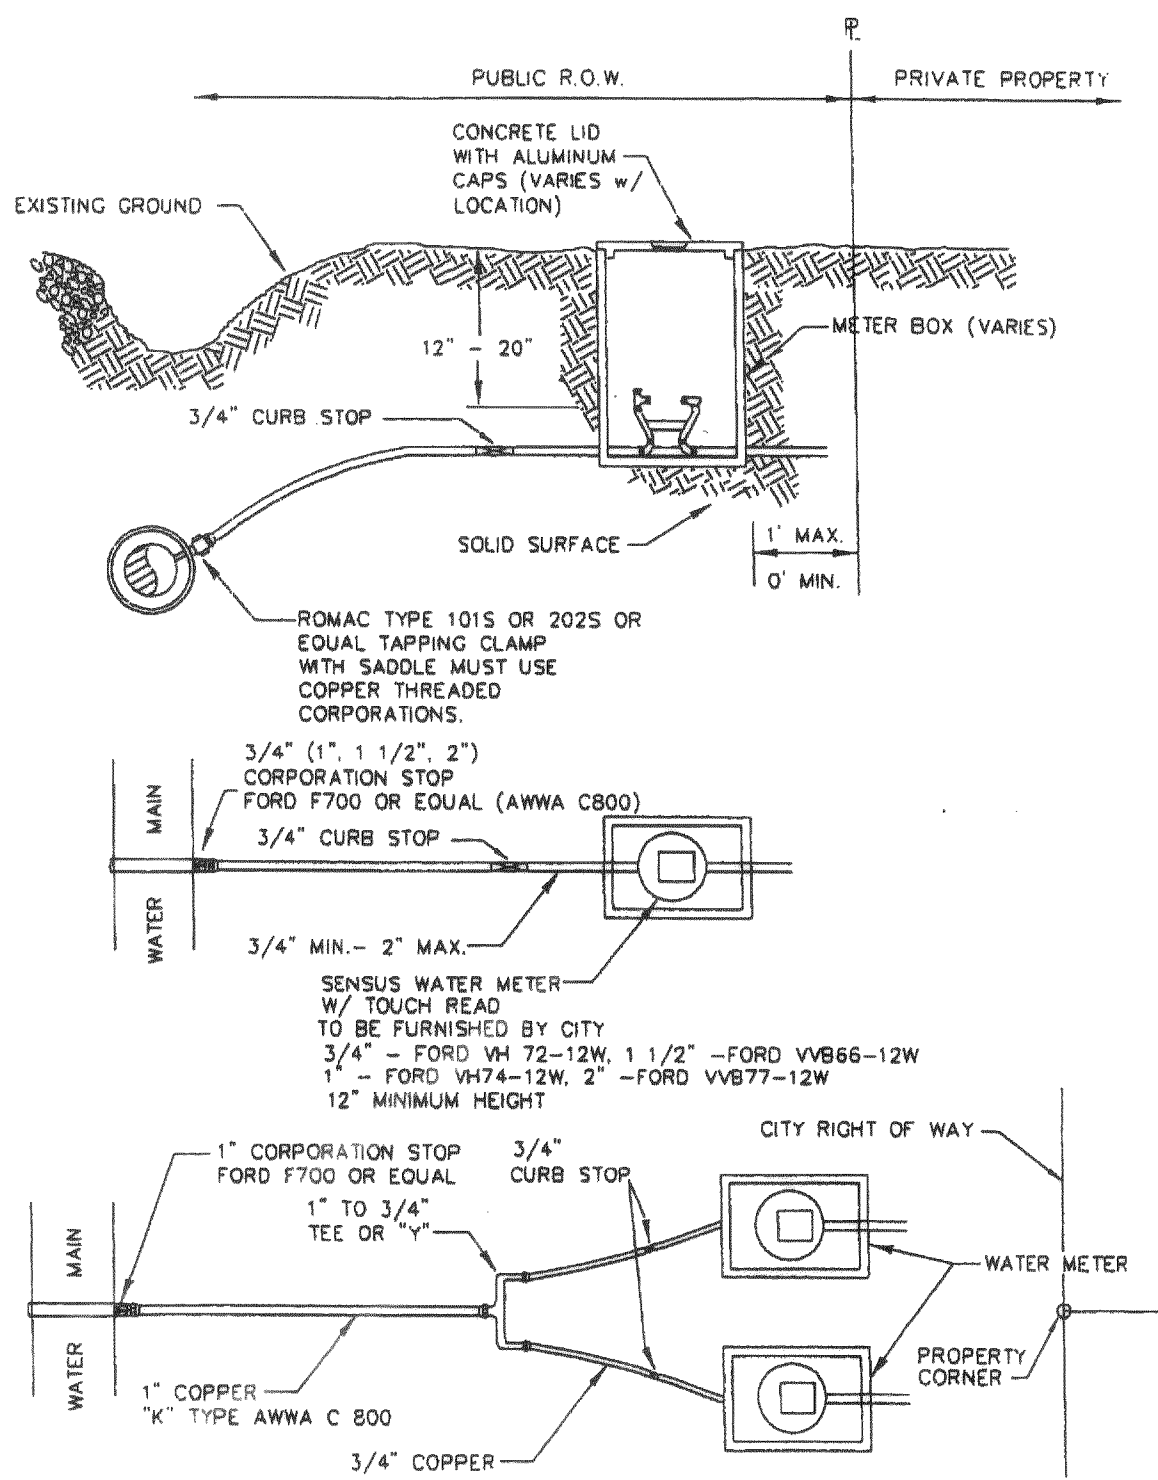 PL
PUBLIC R.O.W.
PRIVATE PROPERTY
CONCRETE LID
WITH ALUMINUM
CAPS (VARIES w/
LOCATION)
EXISTING GROUND
METER BOX (VARIES)
12" - 20"
3/4" CURB STOP
SOLID SURFACE
1' MAX.
0' MIN.
ROMAC TYPE 101S OR 202S OR
EQUAL TAPPING CLAMP
WITH SADDLE MUST USE
COPPER THREADED
CORPORATIONS.
3/4" (1", 1 1/2", 2")
CORPORATION STOP
FORD F700 OR EQUAL (AWWA C800)
3/4" CURB STOP
WATER MAIN
3/4" MIN.- 2" MAX.
SENSUS WATER METER
W/ TOUCH READ
TO BE FURNISHED BY CITY
3/4" - FORD VH 72-12W, 1 1/2" -FORD VVB66-12W
1" - FORD VH74-12W, 2" -FORD VVB77-12W
12" MINIMUM HEIGHT
CITY RIGHT OF WAY
1" CORPORATION STOP
FORD F700 OR EQUAL
3/4"
CURB STOP
1" TO 3/4"
TEE OR "Y"
WATER MAIN
WATER METER
PROPERTY
CORNER
1" COPPER
"K" TYPE AWWA C 800
3/4" COPPER